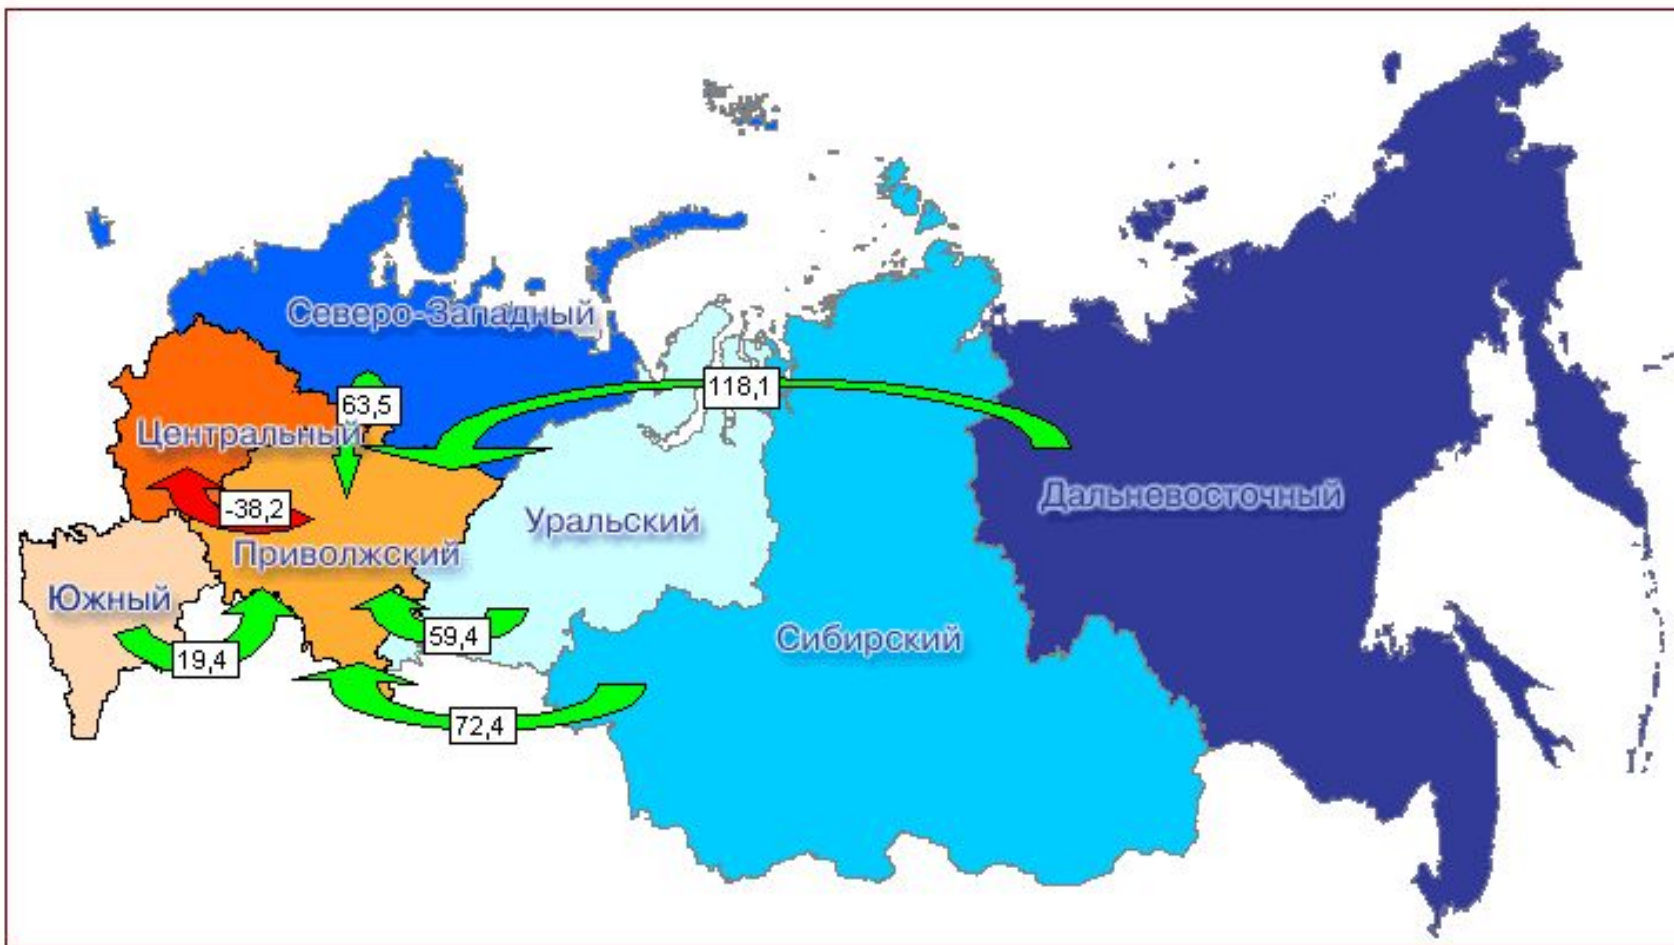 Северо-Западный
118,1
63,5
Центральный
Дальневосточный
-38,2
Уральский
Приволжский
Южный
59,4
Сибирский
19,4
72,4